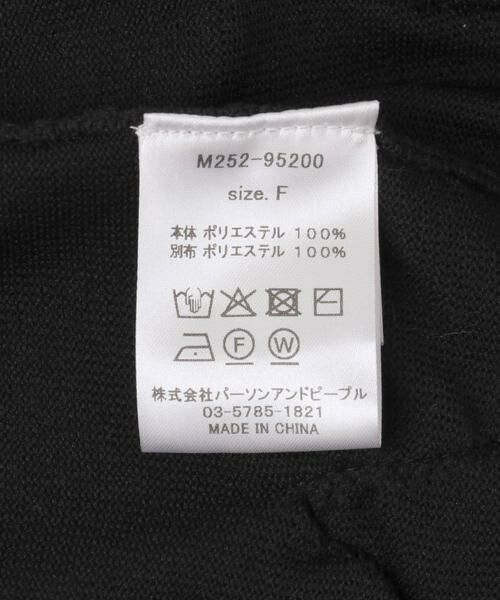 M252-95200
size. F
本体 ポリエステル 100%
別布 ポリエステル 100%
F W
株式会社パーソンアンドピープル
03-5785-1821
MADE IN CHINA